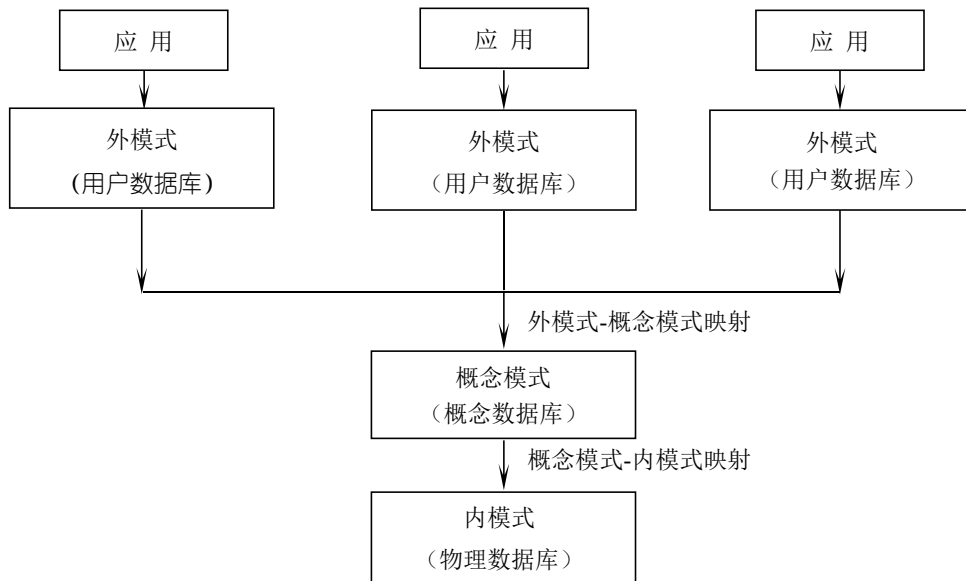 应 用
应 用
应 用
外模式
(用户数据库)
外模式
（用户数据库）
外模式
（用户数据库）
外模式-概念模式映射
概念模式
（概念数据库）
概念模式-内模式映射
内模式
（物理数据库）